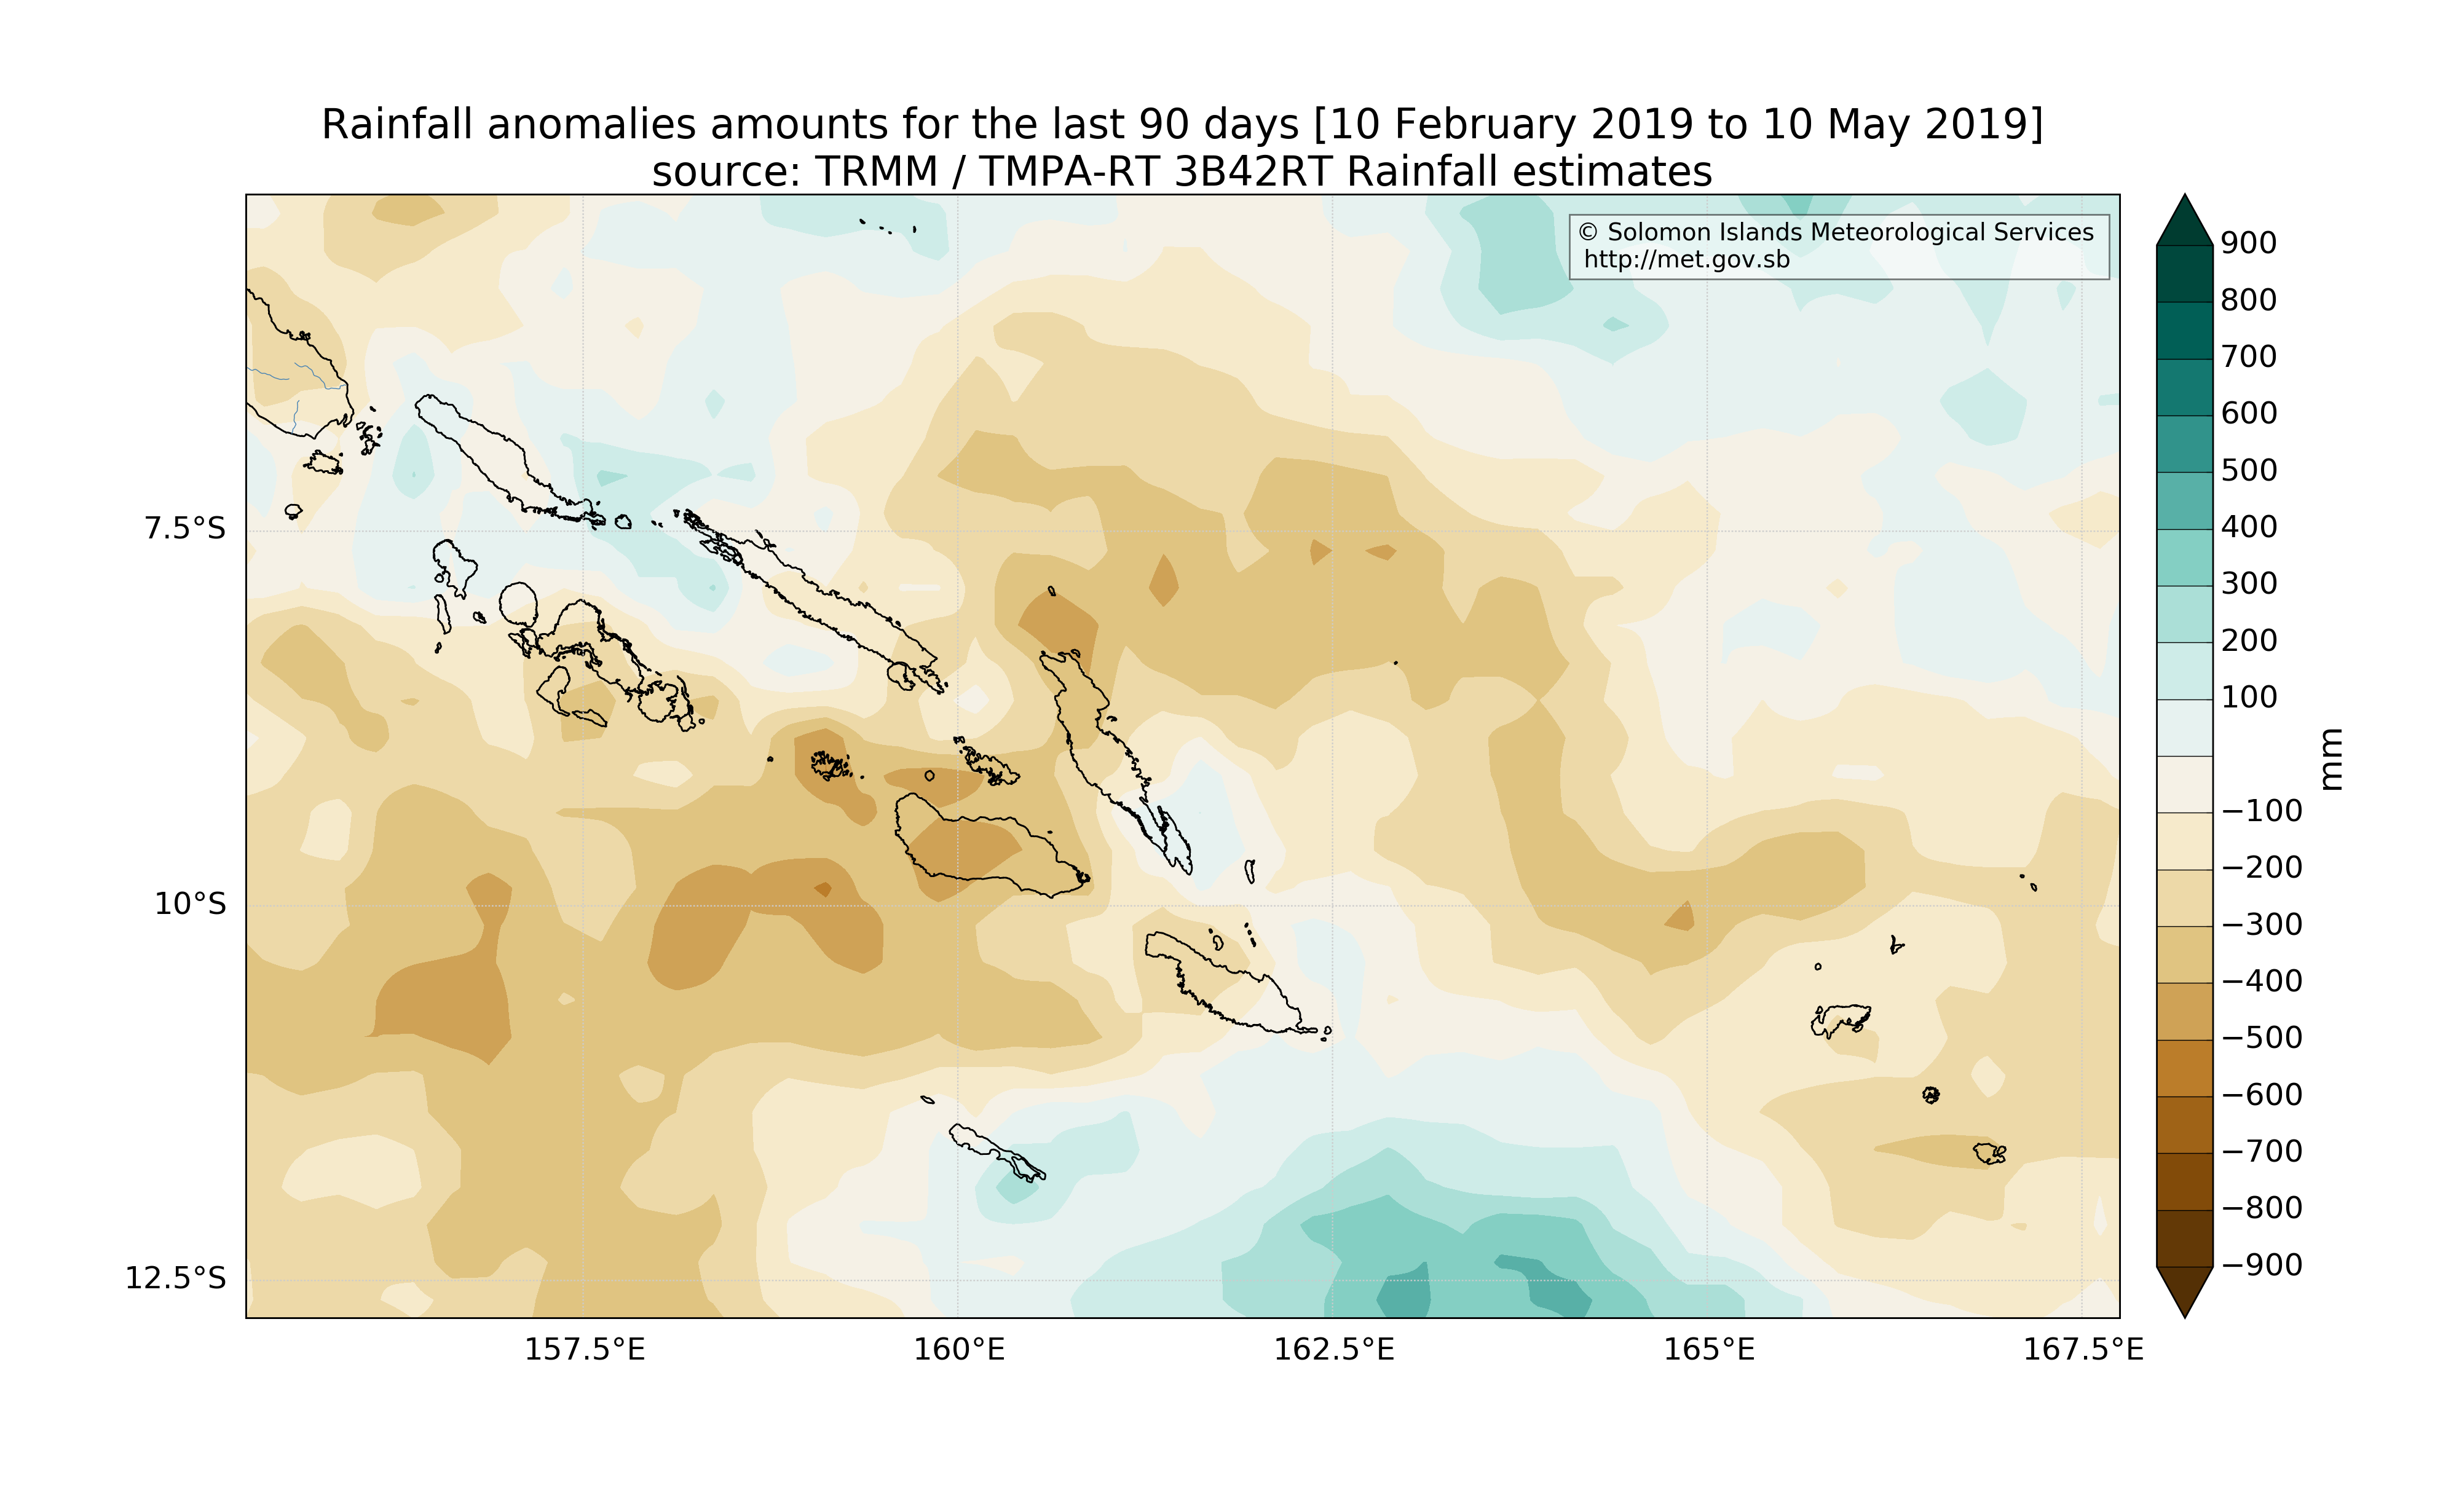 Rainfall anomalies amounts for the last 90 days [10 February 2019 to 10 May 2019]
source: TRMM / TMPA-RT 3B42RT Rainfall estimates
© Solomon Islands Meteorological Services
http://met.gov.sb
7.5°S
10°S
12.5°S
157.5°E
160°E
162.5°E
165°E
167.5°E
900
800
700
600
500
400
300
200
100
−100
−200
−300
−400
−500
−600
−700
−800
−900
mm